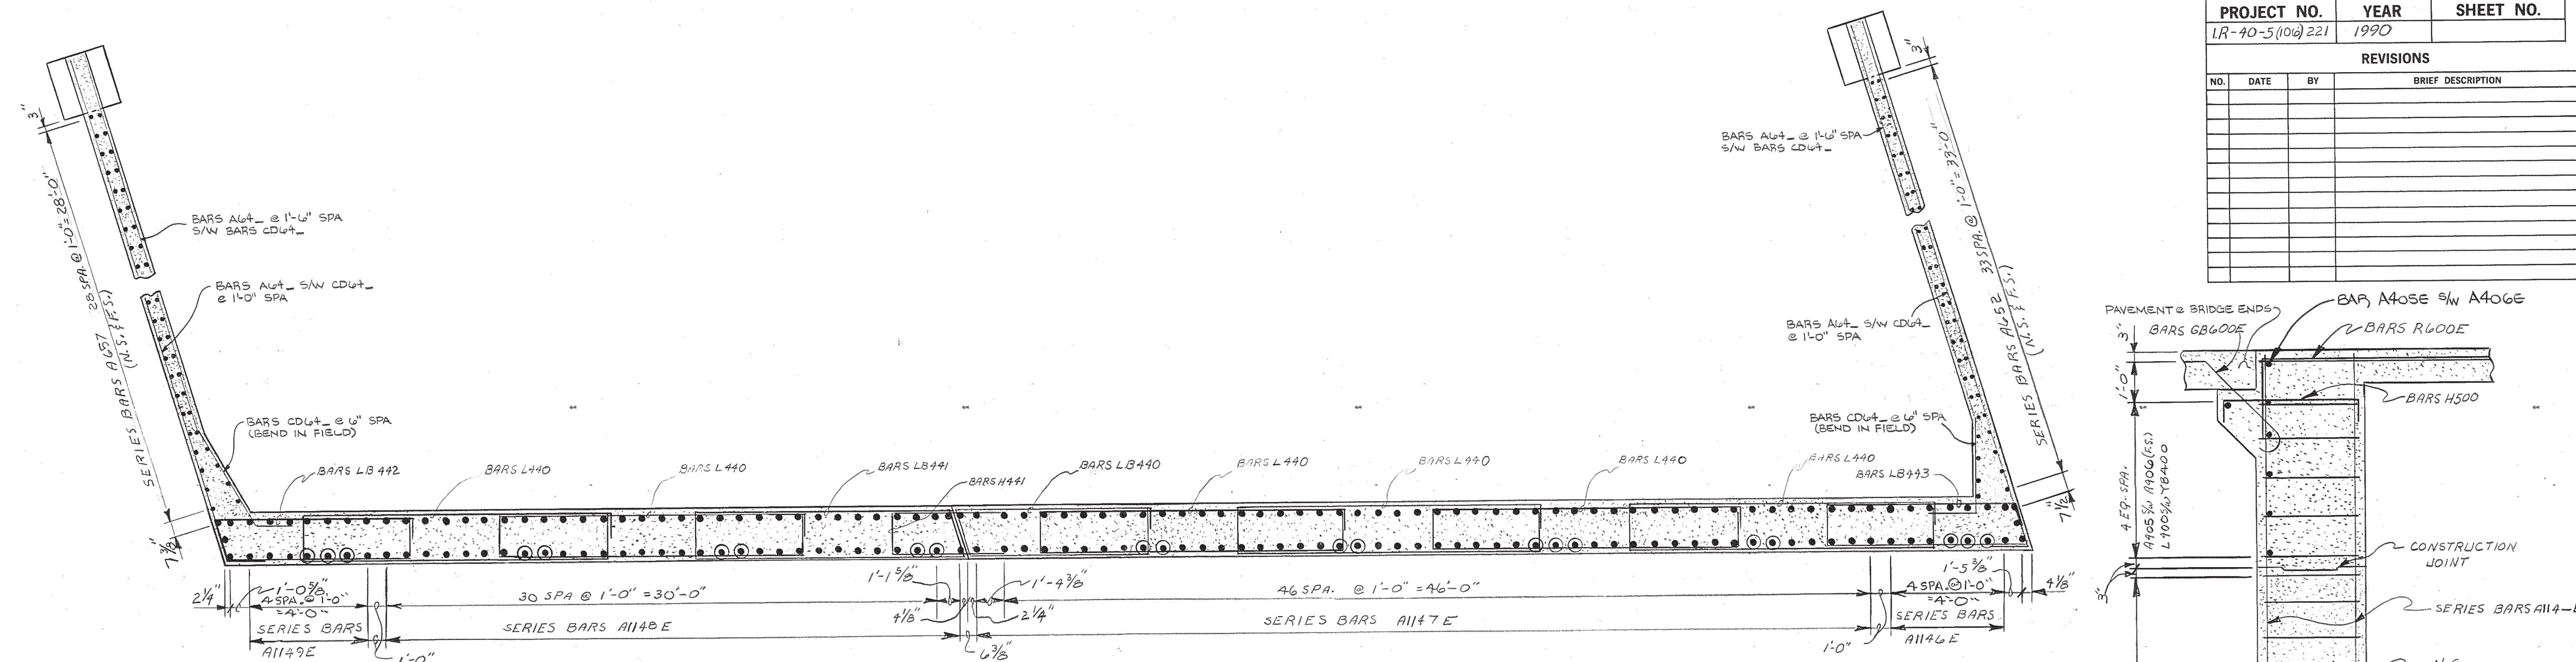 PROJECT NO. YEAR SHEET NO.
I.R-40-5(106)221 1990
REVISIONS
NO. DATE BY BRIEF DESCRIPTION
3"
28 SPA. @ 1'-0" = 28'-0"
SERIES BARS A657
(N.S. & F.S.)
7 3/8"
BARS A64_ @ 1'-6" SPA
S/W BARS CD64_
BARS A64_ S/W CD64_
@ 1'-0" SPA
BARS CD64_ @ 6" SPA
(BEND IN FIELD)
BARS LB442
BARS L440
BARS L440
BARS LB441
BARS H441
BARS LB440
BARS L440
BARS L440
BARS L440
BARS L440
BARS LB443
BARS A64_ @ 1'-6" SPA
S/W BARS CD64_
BARS A64_ S/W CD64_
@ 1'-0" SPA
BARS CD64_ @ 6" SPA
(BEND IN FIELD)
3"
33 SPA. @ 1'-0" = 33'-0"
SERIES BARS A652
(N.S. & F.S.)
7 1/2"
2 1/4"
1'-0 5/8"
4 SPA. @ 1'-0"
=4'-0"
SERIES BARS
A1149E
1'-0"
30 SPA @ 1'-0" =30'-0"
SERIES BARS A1148E
1'-1 5/8"
4 1/8"
1'-4 3/8"
2 1/4"
6 3/8"
46 SPA. @ 1'-0" =46'-0"
SERIES BARS A1147E
1'-0"
1'-5 3/8"
4 SPA. @ 1'-0"
=4'-0"
SERIES BARS
A1146E
4 1/8"
PAVEMENT @ BRIDGE ENDS
BARS GB600E
BAR A405E S/W A406E
BARS R600E
BARS H500
3"
1'-0"
4 EQ. SPA.
A905 S/W A906 (F.S.)
L900 S/W YB400
3"
CONSTRUCTION
JOINT
SERIES BARS A114-